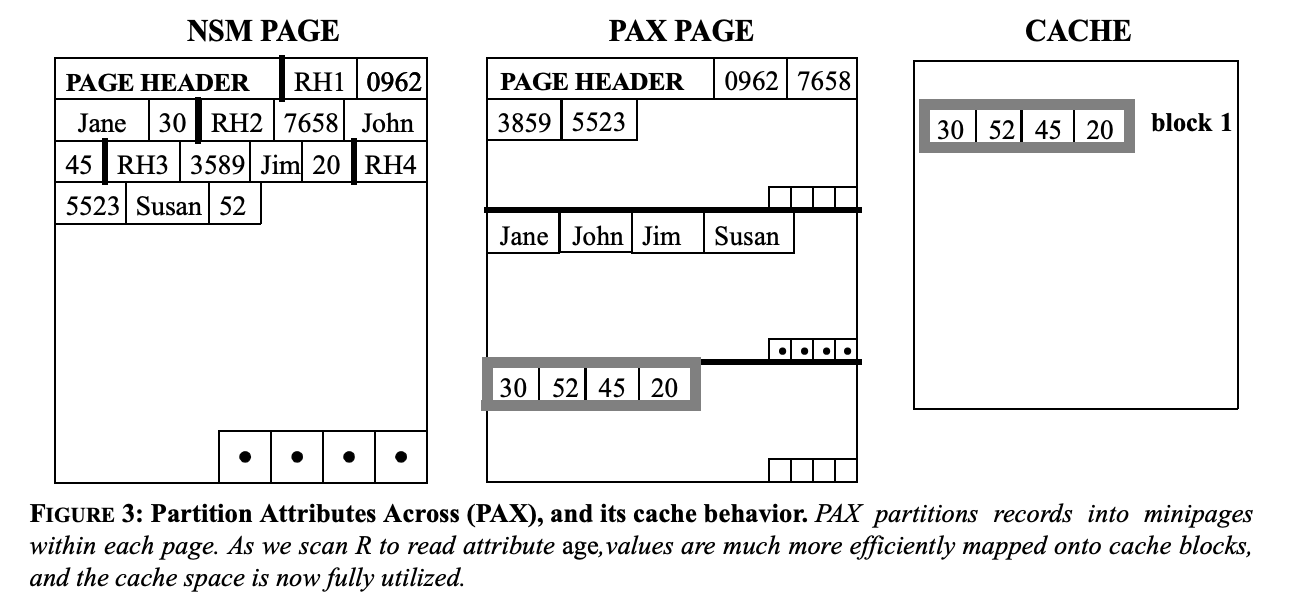 NSM PAGE
PAGE HEADER RH1 0962
Jane 30 RH2 7658 John
45 RH3 3589 Jim 20 RH4
5523 Susan 52
PAX PAGE
PAGE HEADER 0962 7658
3859 5523
Jane John Jim Susan
30 52 45 20
CACHE
30 52 45 20 block 1
FIGURE 3: Partition Attributes Across (PAX), and its cache behavior. PAX partitions records into minipages
within each page. As we scan R to read attribute age,values are much more efficiently mapped onto cache blocks,
and the cache space is now fully utilized.